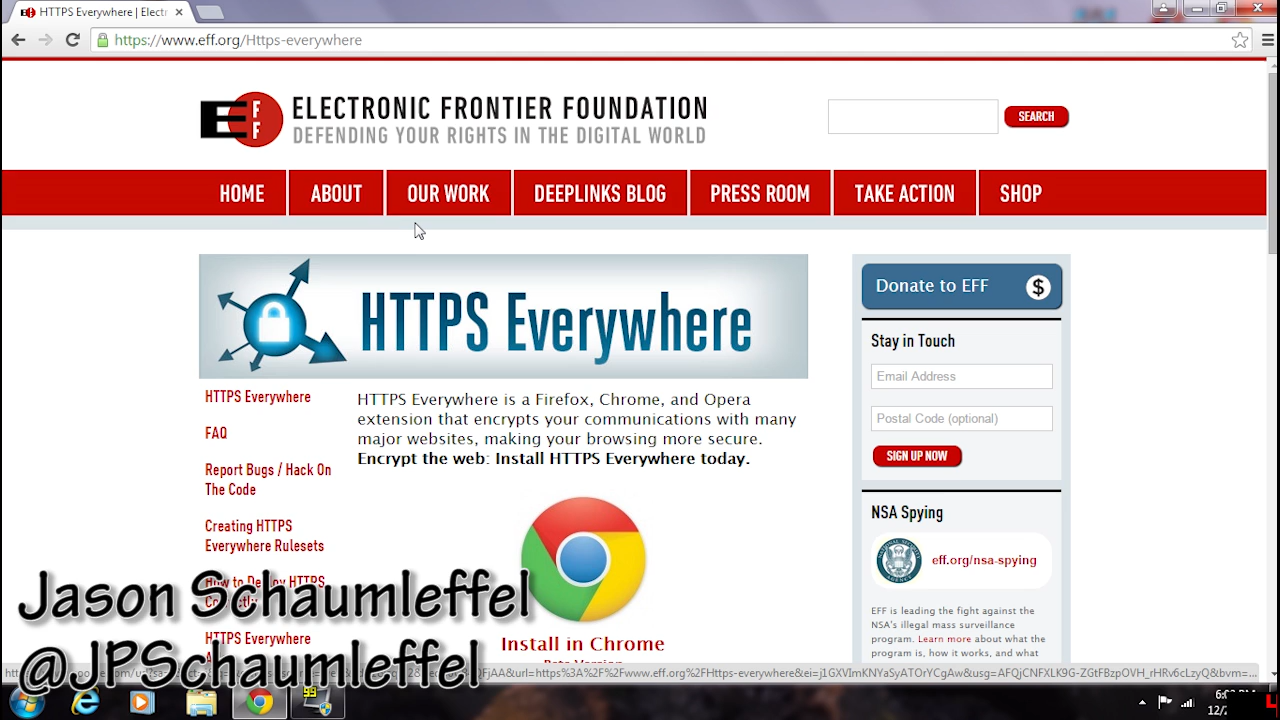 HTTPS Everywhere | Electr
https://www.eff.org/Https-everywhere
E
F
F
ELECTRONIC FRONTIER FOUNDATION
DEFENDING YOUR RIGHTS IN THE DIGITAL WORLD
SEARCH
HOME
ABOUT
OUR WORK
DEEPLINKS BLOG
PRESS ROOM
TAKE ACTION
SHOP
HTTPS Everywhere
HTTPS Everywhere
FAQ
Report Bugs / Hack On
The Code
Creating HTTPS
Everywhere Rulesets
How to Deploy HTTPS
HTTPS Everywhere
HTTPS Everywhere is a Firefox, Chrome, and Opera
extension that encrypts your communications with many
major websites, making your browsing more secure.
Encrypt the web: Install HTTPS Everywhere today.
Install in Chrome
Beta Version
Donate to EFF
$
Stay in Touch
Email Address
Postal Code (optional)
SIGN UP NOW
NSA Spying
eff.org/nsa-spying
EFF is leading the fight against the
NSA's illegal mass surveillance
program. Learn more about what the
program is, how it works, and what
Jason Schaumleffel
@JPSchaumleffel
99